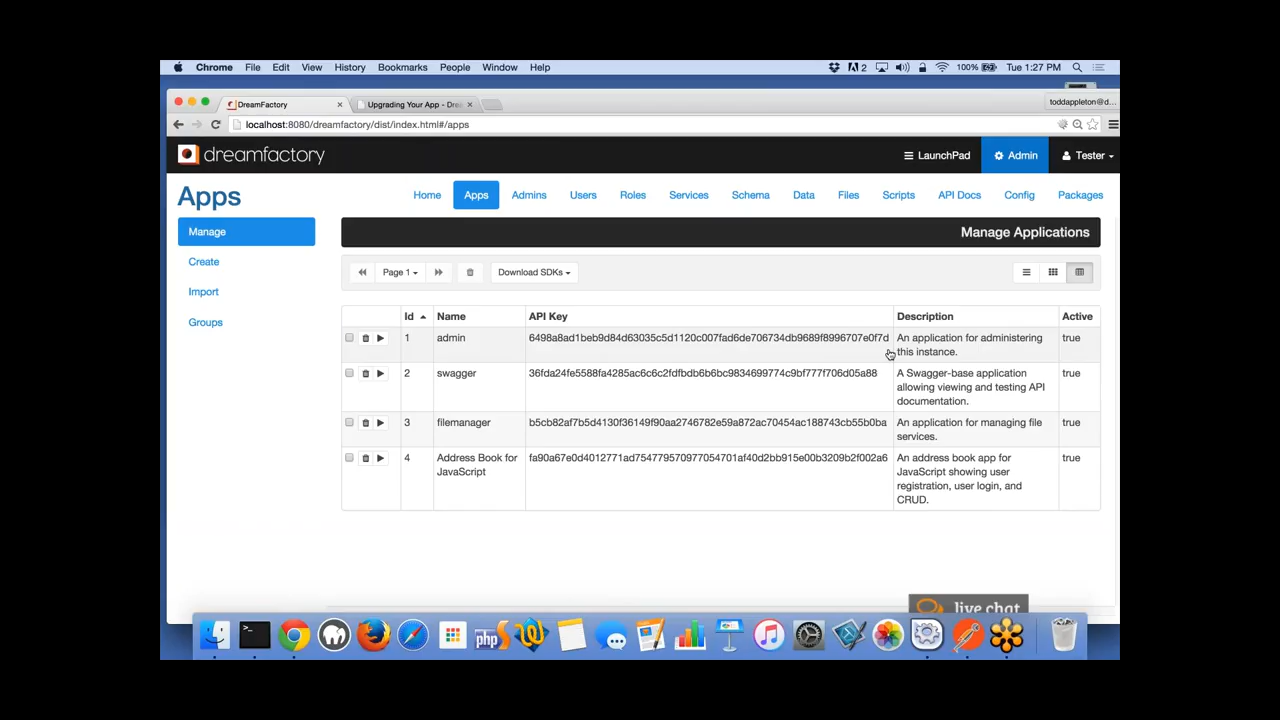 Chrome File Edit View History Bookmarks People Window Help 2 100% Tue 1:27 PM
DreamFactory Upgrading Your App - Dre toddappleton@d...
localhost:8080/dreamfactory/dist/index.html#/apps
dreamfactory LaunchPad Admin Tester
Apps Home Apps Admins Users Roles Services Schema Data Files Scripts API Docs Config Packages
Manage
Create
Import
Groups
Manage Applications
Page 1 Download SDKs
Id Name API Key Description Active
1 admin 6498a8ad1beb9d84d63035c5d1120c007fad6de706734db9689f8996707e0f7d An application for administering true
this instance.
2 swagger 36fda24fe5588fa4285ac6c6c2fdfbdb6b6bc9834699774c9bf777f706d05a88 A Swagger-base application true
allowing viewing and testing API
documentation.
3 filemanager b5cb82af7b5d4130f36149f90aa2746782e59a872ac70454ac188743cb55b0ba An application for managing file true
services.
4 Address Book for fa90a67e0d4012771ad754779570977054701af40d2bb915e00b3209b2f002a6 An address book app for true
JavaScript JavaScript showing user
registration, user login, and
CRUD.
live chat
php